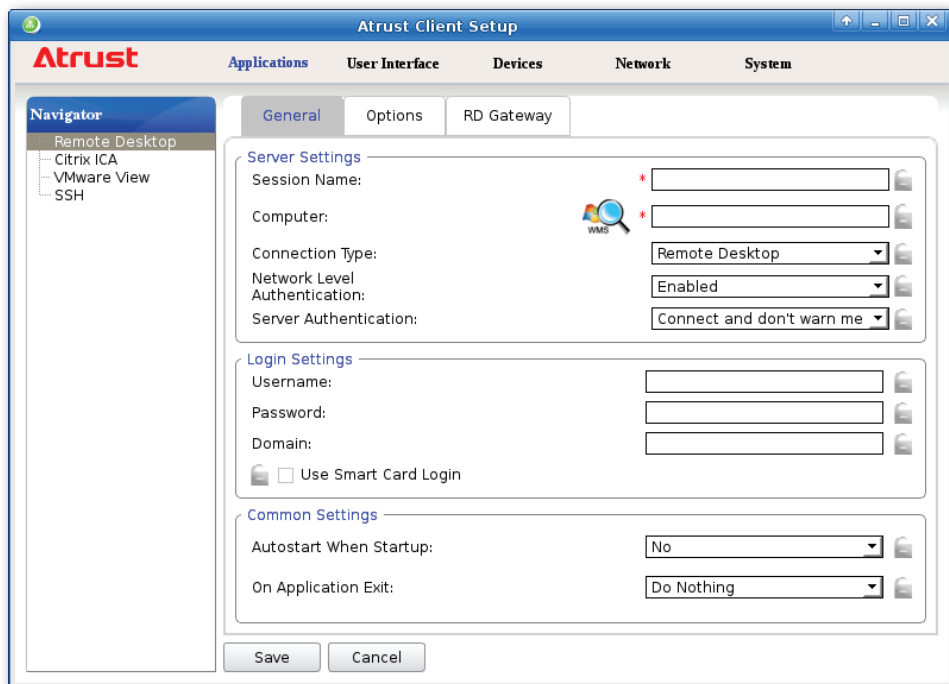 Atrust Client Setup
Atrust
Applications User Interface Devices Network System
Navigator
Remote Desktop
Citrix ICA
VMware View
SSH
General Options RD Gateway
Server Settings
Session Name: *
Computer: WMS *
Connection Type: Remote Desktop
Network Level
Authentication: Enabled
Server Authentication: Connect and don't warn me
Login Settings
Username:
Password:
Domain:
Use Smart Card Login
Common Settings
Autostart When Startup: No
On Application Exit: Do Nothing
Save Cancel